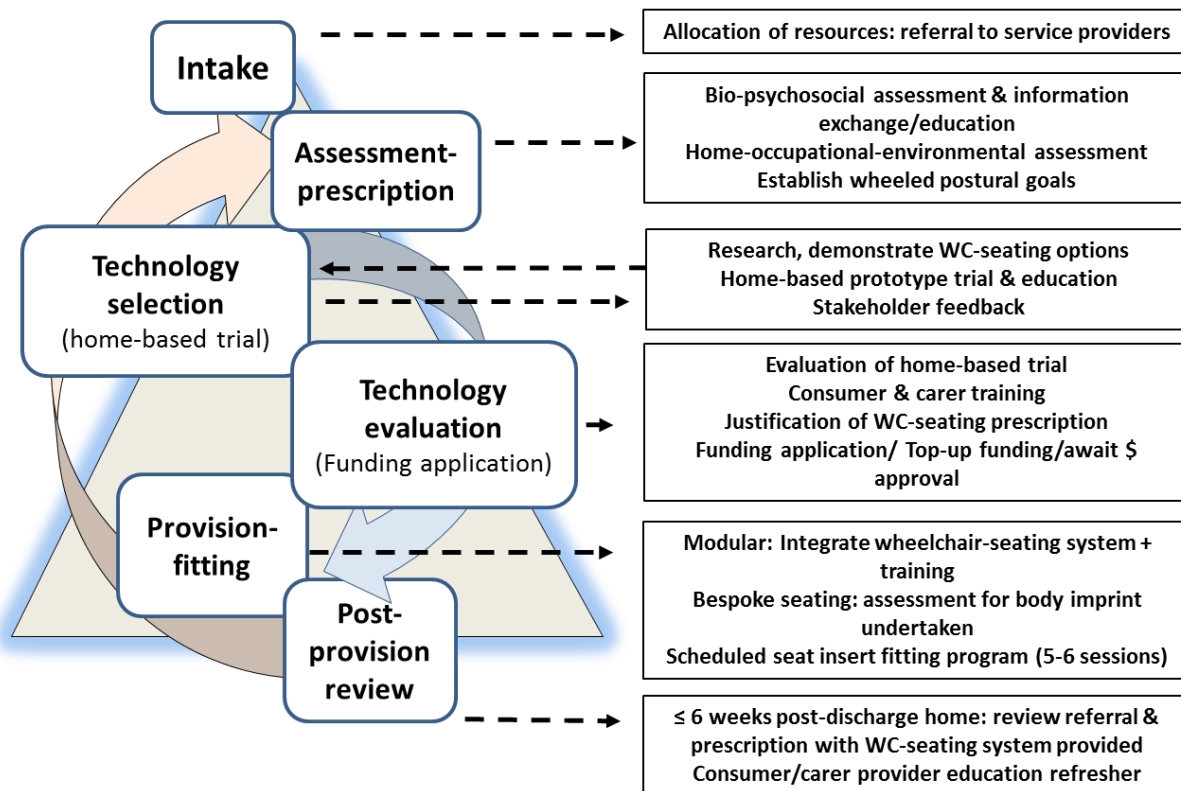 Intake
Allocation of resources: referral to service providers
Assessment-
prescription
Bio-psychosocial assessment & information
exchange/education
Home-occupational-environmental assessment
Establish wheeled postural goals
Technology
selection
(home-based trial)
Research, demonstrate WC-seating options
Home-based prototype trial & education
Stakeholder feedback
Technology
evaluation
(Funding application)
Evaluation of home-based trial
Consumer & carer training
Justification of WC-seating prescription
Funding application/ Top-up funding/await $
approval
Provision-
fitting
Modular: Integrate wheelchair-seating system +
training
Bespoke seating: assessment for body imprint
undertaken
Scheduled seat insert fitting program (5-6 sessions)
Post-
provision
review
≤ 6 weeks post-discharge home: review referral &
prescription with WC-seating system provided
Consumer/carer provider education refresher